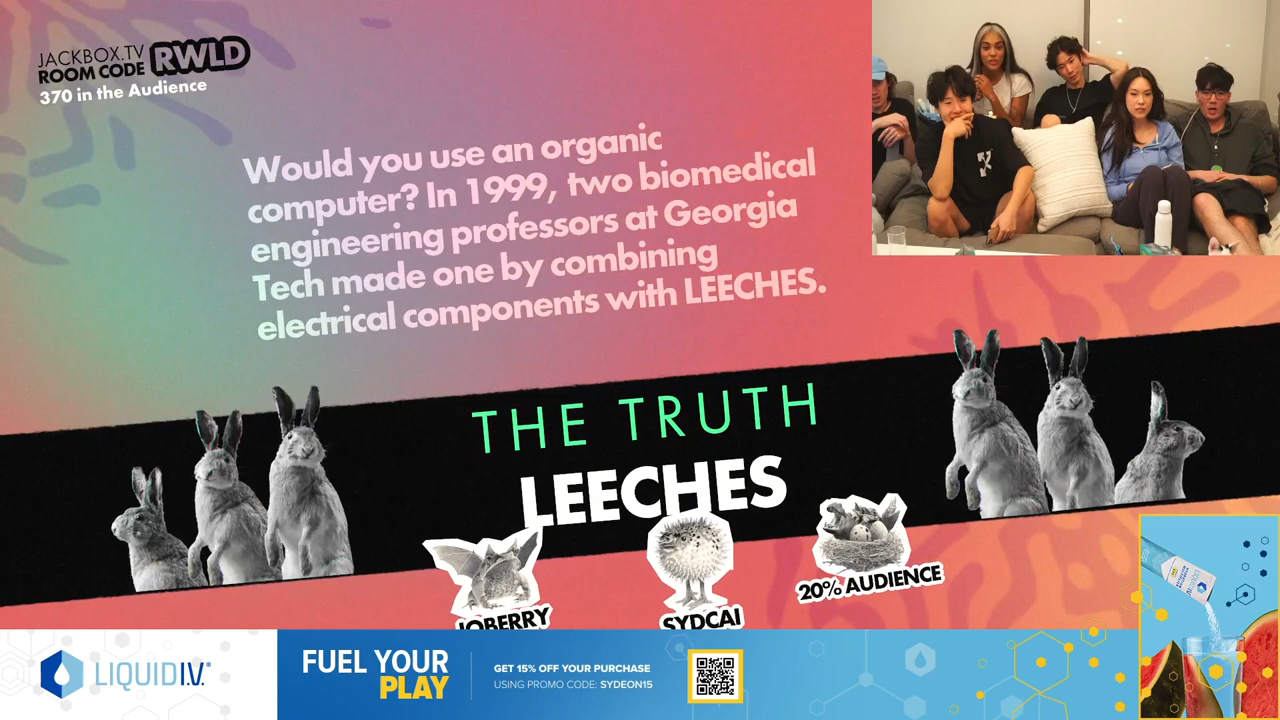 JACKBOX.TV
ROOM CODE RWLD
370 in the Audience
Would you use an organic
computer? In 1999, two biomedical
engineering professors at Georgia
Tech made one by combining
electrical components with LEECHES.
THE TRUTH
LEECHES
JOBERRY
SYDCAI
20% AUDIENCE
LIQUID I.V.
FUEL YOUR
PLAY
GET 15% OFF YOUR PURCHASE
USING PROMO CODE: SYDEON15